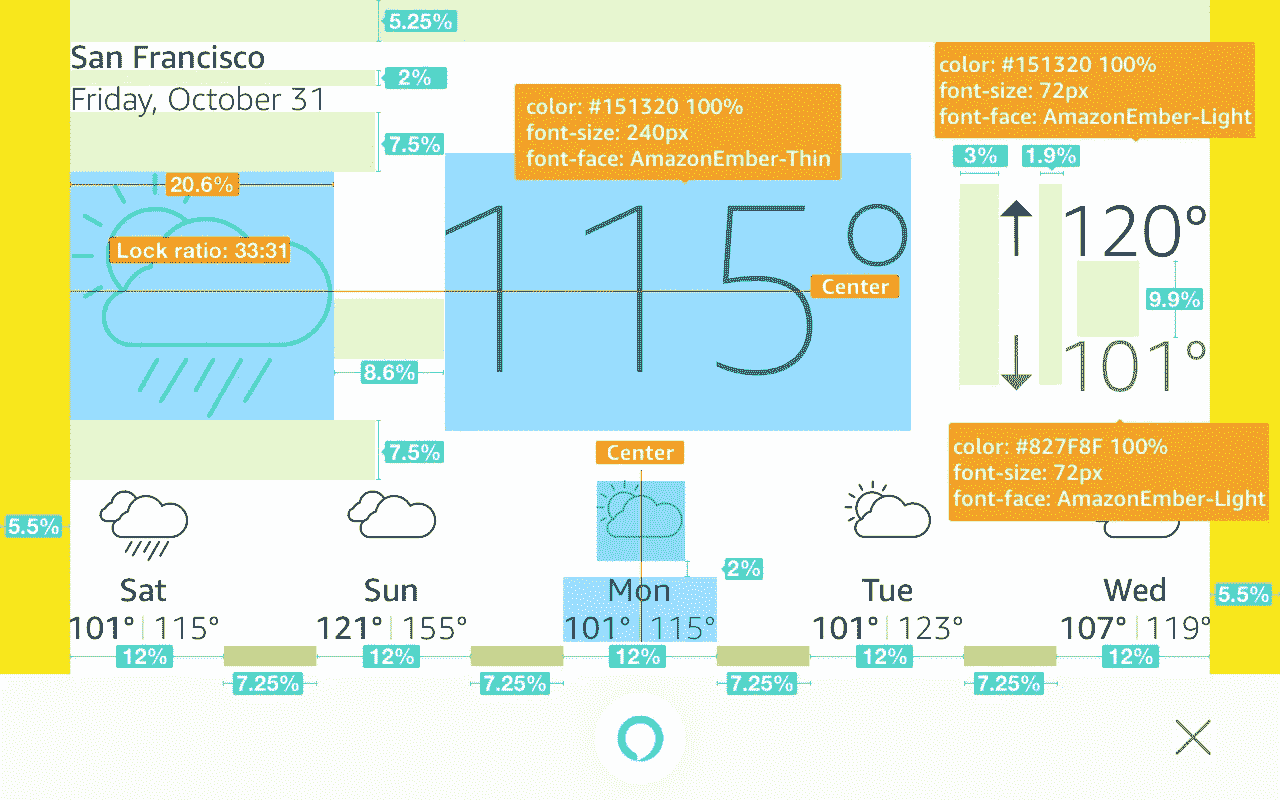 5.25%
San Francisco
2%
Friday, October 31
7.5%
color: #151320 100%
font-size: 240px
font-face: AmazonEmber-Thin
color: #151320 100%
font-size: 72px
font-face: AmazonEmber-Light
3% 1.9%
20.6%
Lock ratio: 33:31
115°
Center
120°
9.9%
101°
8.6%
7.5%
Center
color: #827F8F 100%
font-size: 72px
font-face: AmazonEmber-Light
5.5%
2%
5.5%
Sat Sun Mon Tue Wed
101° | 115° 121° | 155° 101° | 115° 101° | 123° 107° | 119°
12% 12% 12% 12% 12%
7.25% 7.25% 7.25% 7.25%